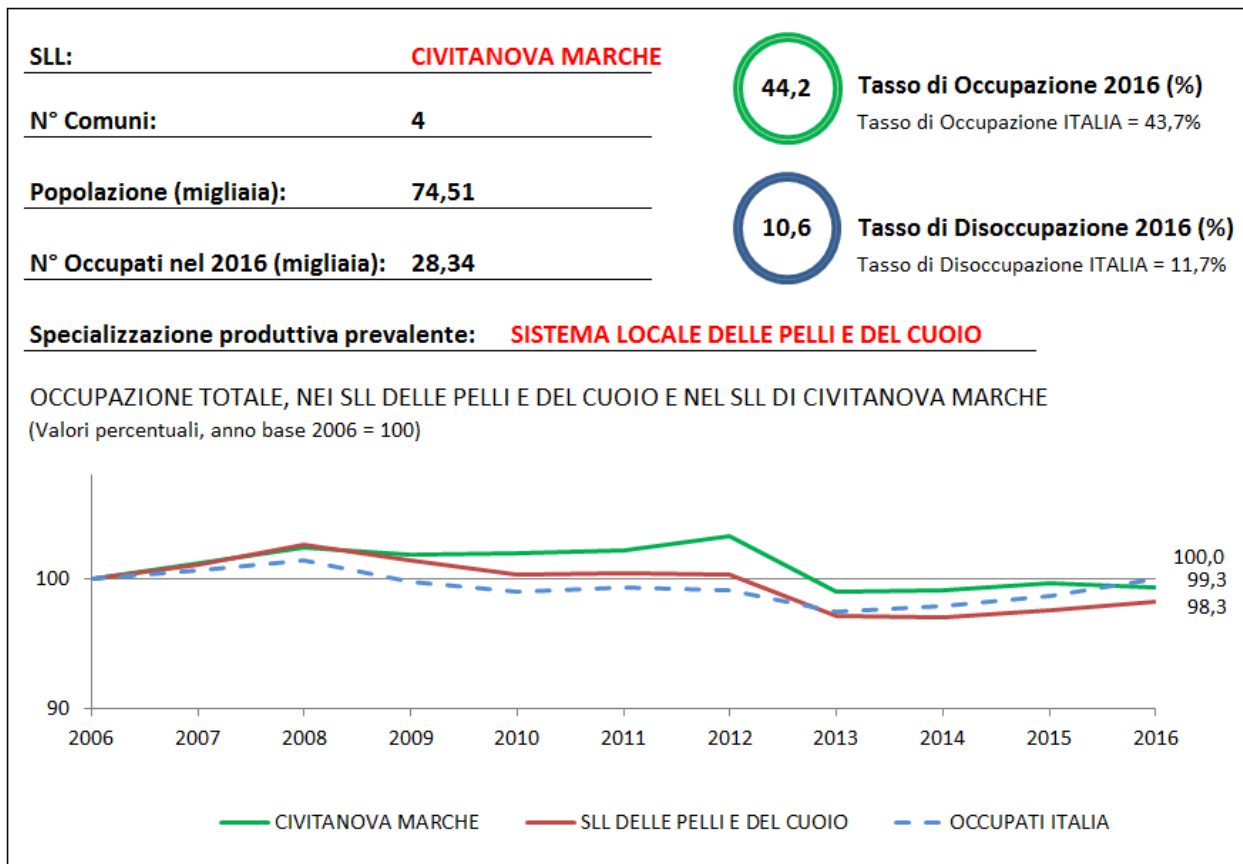 SLL: CIVITANOVA MARCHE
N° Comuni: 4
Popolazione (migliaia): 74,51
N° Occupati nel 2016 (migliaia): 28,34
44,2
Tasso di Occupazione 2016 (%)
Tasso di Occupazione ITALIA = 43,7%
10,6
Tasso di Disoccupazione 2016 (%)
Tasso di Disoccupazione ITALIA = 11,7%
Specializzazione produttiva prevalente: SISTEMA LOCALE DELLE PELLI E DEL CUOIO
OCCUPAZIONE TOTALE, NEI SLL DELLE PELLI E DEL CUOIO E NEL SLL DI CIVITANOVA MARCHE
(Valori percentuali, anno base 2006 = 100)
100
90
100,0
99,3
98,3
2006 2007 2008 2009 2010 2011 2012 2013 2014 2015 2016
CIVITANOVA MARCHE SLL DELLE PELLI E DEL CUOIO OCCUPATI ITALIA